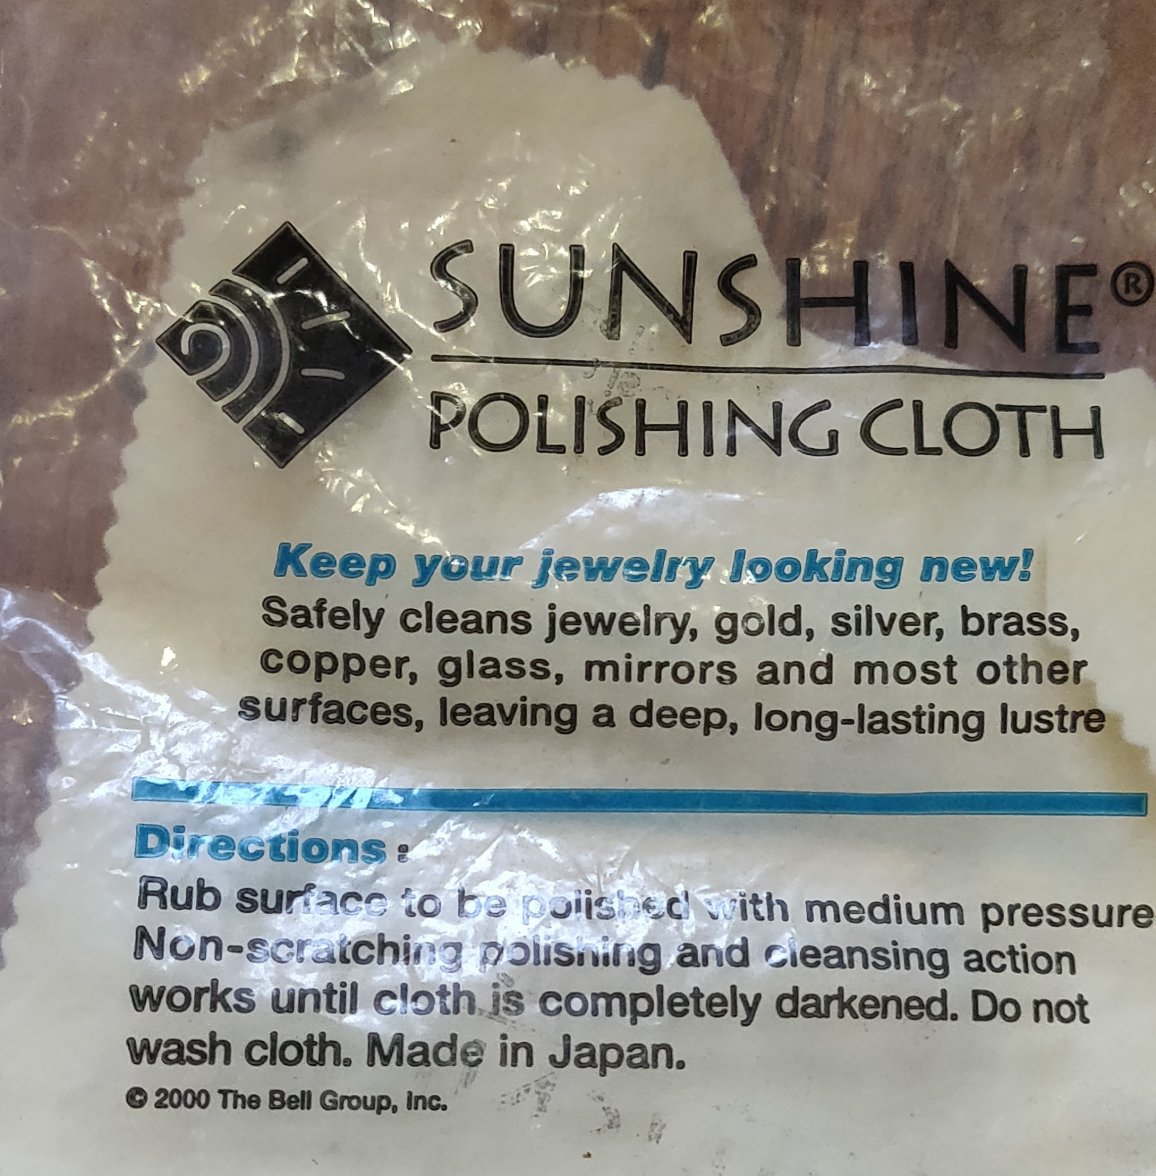 SUNSHINE®
POLISHING CLOTH
Keep your jewelry looking new!
Safely cleans jewelry, gold, silver, brass,
copper, glass, mirrors and most other
surfaces, leaving a deep, long-lasting lustre
Directions:
Rub surface to be polished with medium pressure
Non-scratching polishing and cleansing action
works until cloth is completely darkened. Do not
wash cloth. Made in Japan.
© 2000 The Bell Group, Inc.